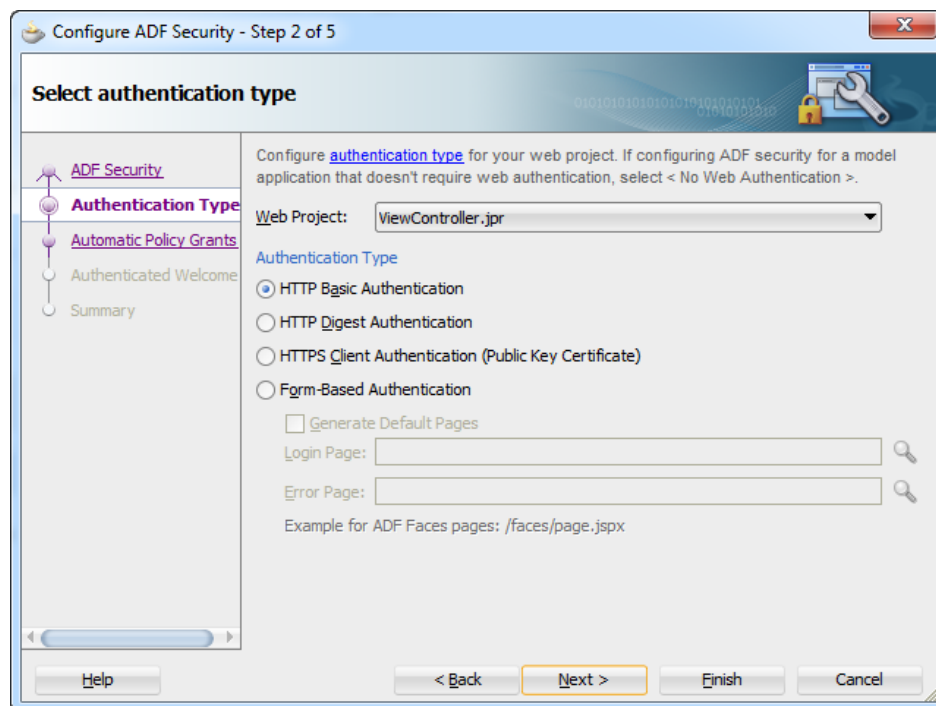 Configure ADF Security - Step 2 of 5
Select authentication type
010101010101010101010101
01010101010
ADF Security
Authentication Type
Automatic Policy Grants
Authenticated Welcome
Summary
Configure authentication type for your web project. If configuring ADF security for a model
application that doesn't require web authentication, select < No Web Authentication >.
Web Project: ViewController.jpr
Authentication Type
HTTP Basic Authentication
HTTP Digest Authentication
HTTPS Client Authentication (Public Key Certificate)
Form-Based Authentication
Generate Default Pages
Login Page:
Error Page:
Example for ADF Faces pages: /faces/page.jspx
Help
< Back
Next >
Finish
Cancel